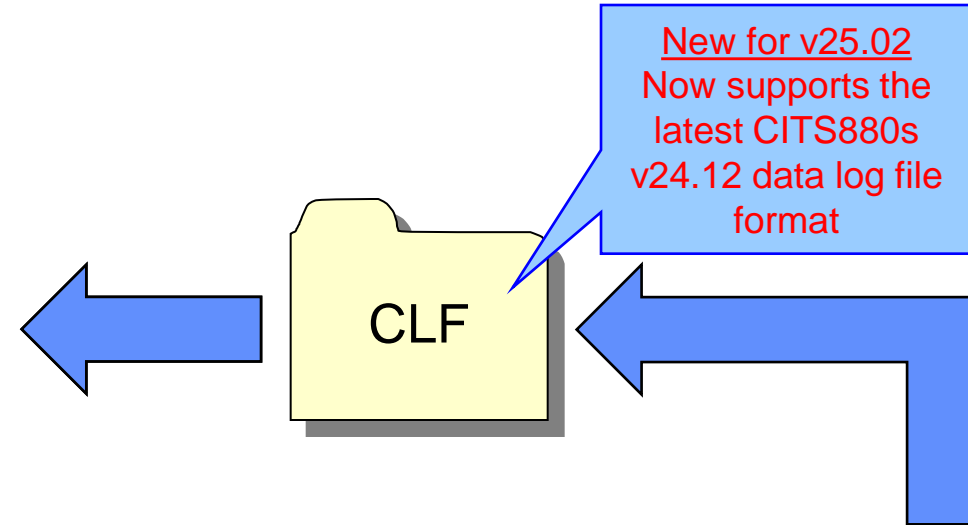 New for v25.02
Now supports the
latest CITS880s
v24.12 data log file
format
CLF